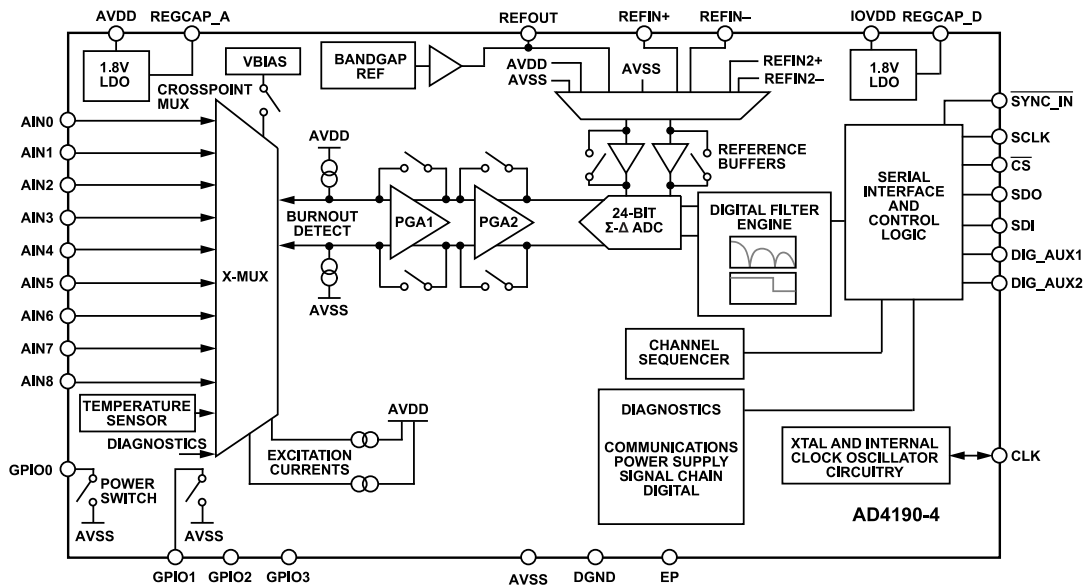 AVDD
REGCAP_A
REFOUT
REFIN+
REFIN–
IOVDD
REGCAP_D
1.8V
LDO
VBIAS
CROSSPOINT
MUX
BANDGAP
REF
AVDD
AVSS
AVSS
REFIN2+
REFIN2–
1.8V
LDO
AIN0
AIN1
AIN2
AIN3
AIN4
AIN5
AIN6
AIN7
AIN8
X-MUX
AVDD
BURNOUT
DETECT
AVSS
PGA1
PGA2
REFERENCE
BUFFERS
24-BIT
Σ-Δ ADC
DIGITAL FILTER
ENGINE
SERIAL
INTERFACE
AND
CONTROL
LOGIC
SYNC_IN
SCLK
CS
SDO
SDI
DIG_AUX1
DIG_AUX2
CHANNEL
SEQUENCER
TEMPERATURE
SENSOR
DIAGNOSTICS
AVDD
EXCITATION
CURRENTS
DIAGNOSTICS
COMMUNICATIONS
POWER SUPPLY
SIGNAL CHAIN
DIGITAL
XTAL AND INTERNAL
CLOCK OSCILLATOR
CIRCUITRY
CLK
GPIO0
POWER
SWITCH
AVSS
AVSS
AD4190-4
GPIO1
GPIO2
GPIO3
AVSS
DGND
EP